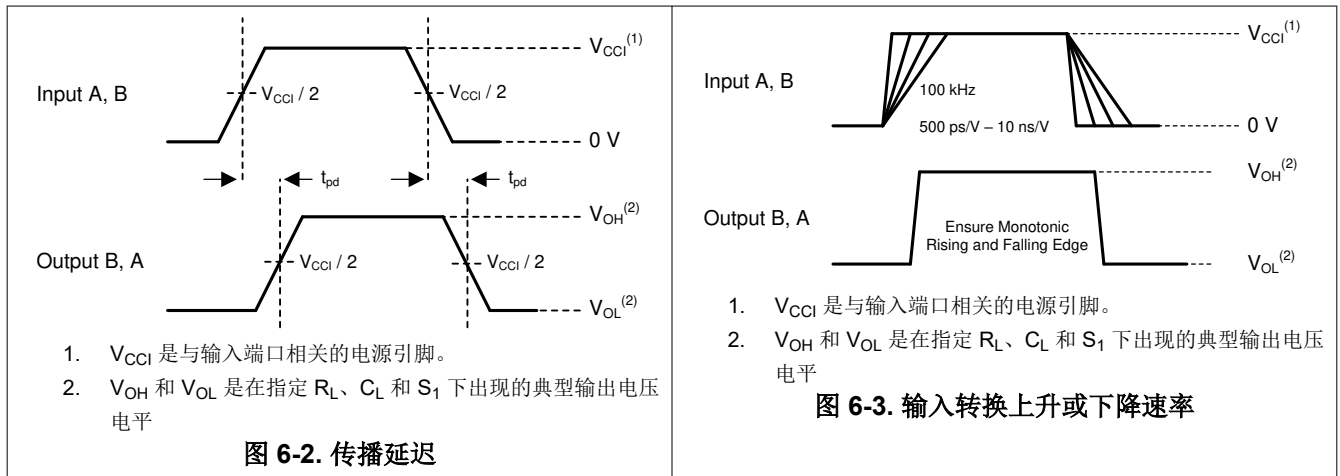 V_CCI^(1)
Input A, B
V_CCI / 2
V_CCI / 2
0 V
t_pd
t_pd
V_OH^(2)
Output B, A
V_CCI / 2
V_CCI / 2
V_OL^(2)
1. V_CCI 是与输入端口相关的电源引脚。
2. V_OH 和 V_OL 是在指定 R_L、C_L 和 S_1 下出现的典型输出电压
电平
图 6-2. 传播延迟
V_CCI^(1)
Input A, B
100 kHz
500 ps/V – 10 ns/V
0 V
V_OH^(2)
Output B, A
Ensure Monotonic
Rising and Falling Edge
V_OL^(2)
1. V_CCI 是与输入端口相关的电源引脚。
2. V_OH 和 V_OL 是在指定 R_L、C_L 和 S_1 下出现的典型输出电压
电平
图 6-3. 输入转换上升或下降速率